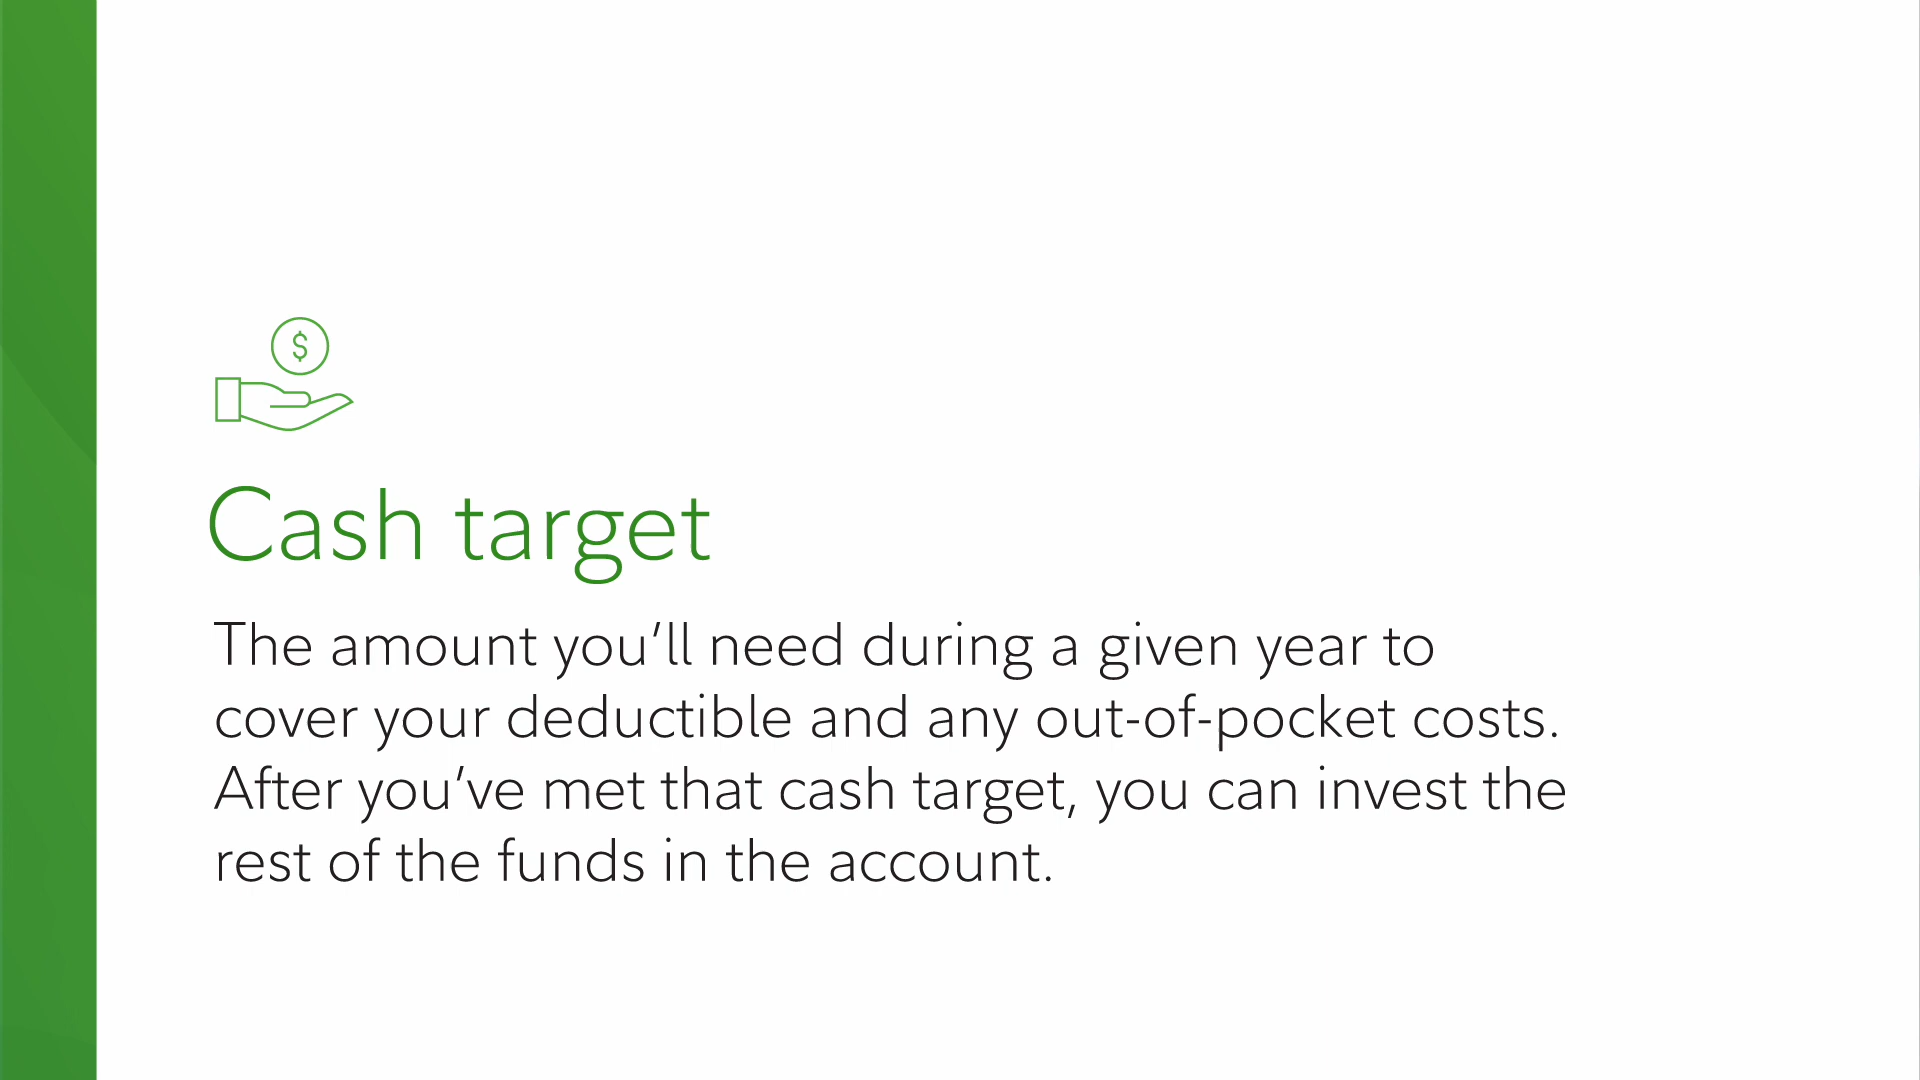 $
Cash target
The amount you’ll need during a given year to
cover your deductible and any out-of-pocket costs.
After you’ve met that cash target, you can invest the
rest of the funds in the account.